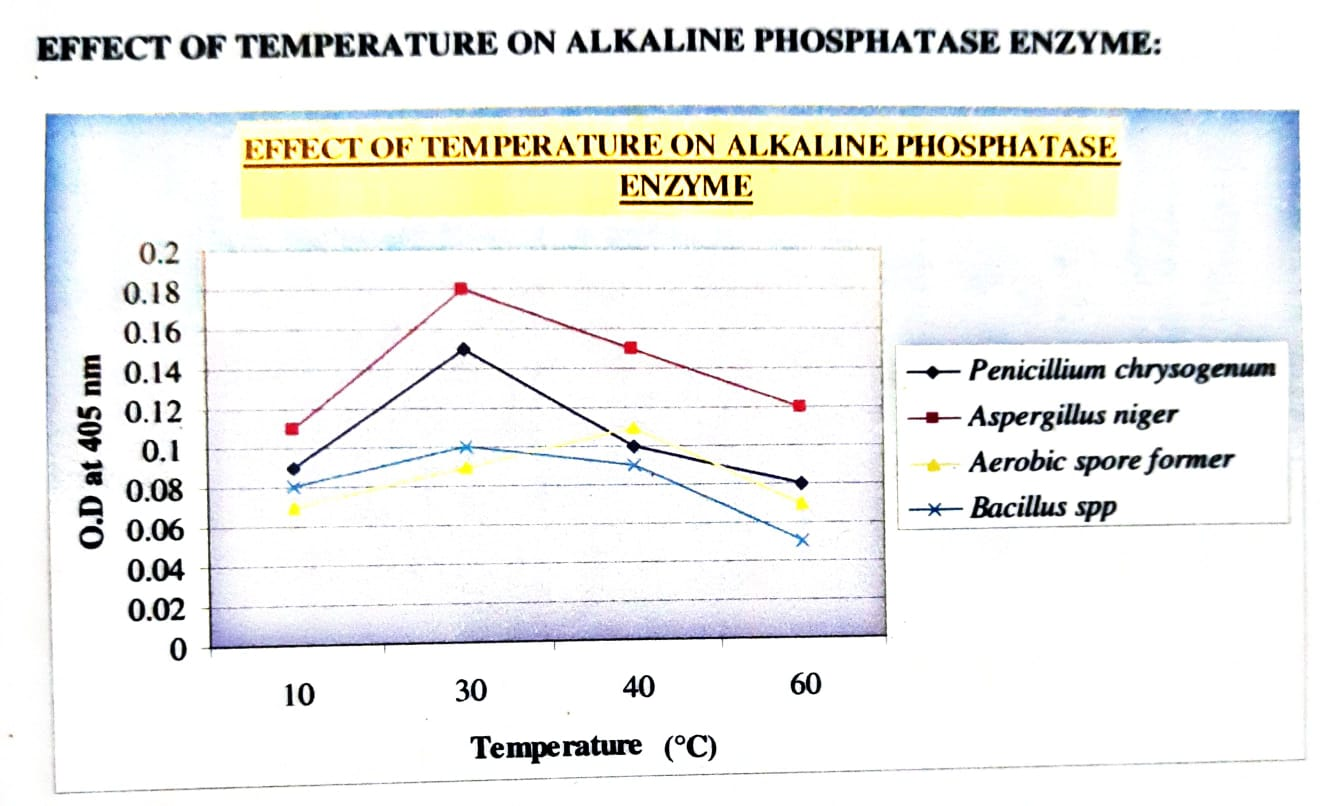 EFFECT OF TEMPERATURE ON ALKALINE PHOSPHATASE ENZYME:
EFFECT OF TEMPERATURE ON ALKALINE PHOSPHATASE
ENZYME
0.2
0.18
0.16
0.14
0.12
0.1
0.08
0.06
0.04
0.02
0
O.D at 405 nm
10 30 40 60
Temperature (°C)
Penicillium chrysogenum
Aspergillus niger
Aerobic spore former
Bacillus spp